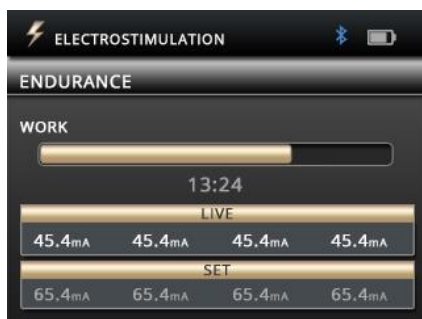 ELECTROSTIMULATION
ENDURANCE
WORK
13:24
LIVE
45.4mA 45.4mA 45.4mA 45.4mA
SET
65.4mA 65.4mA 65.4mA 65.4mA